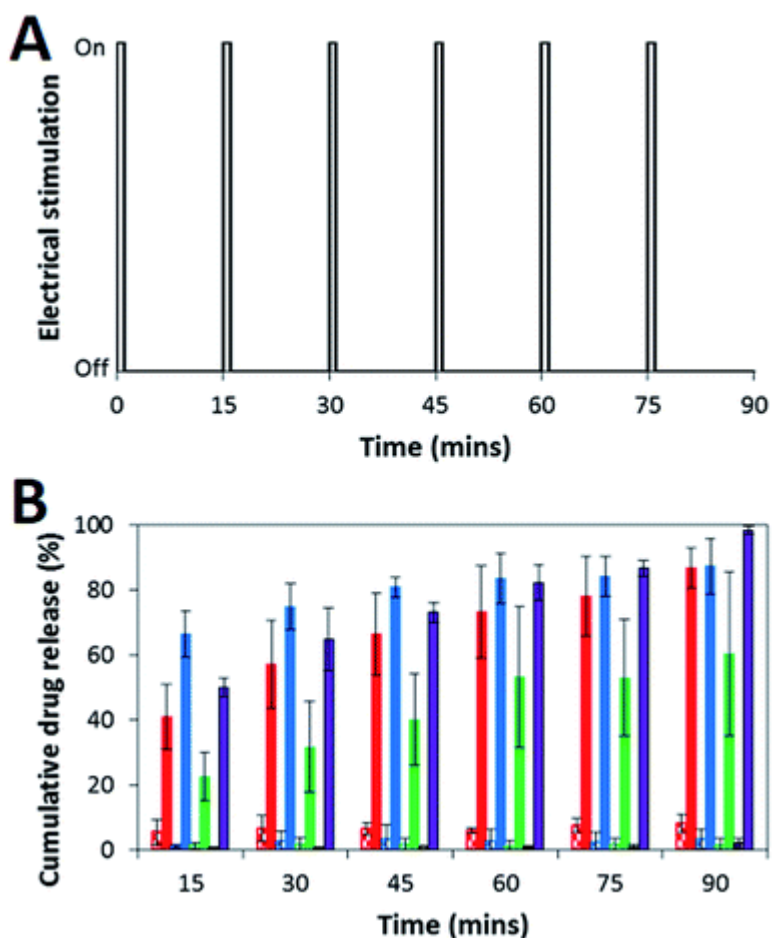 A
On
Electrical stimulation
Off
0 15 30 45 60 75 90
Time (mins)
B
100
80
60
40
20
0
Cumulative drug release (%)
15 30 45 60 75 90
Time (mins)